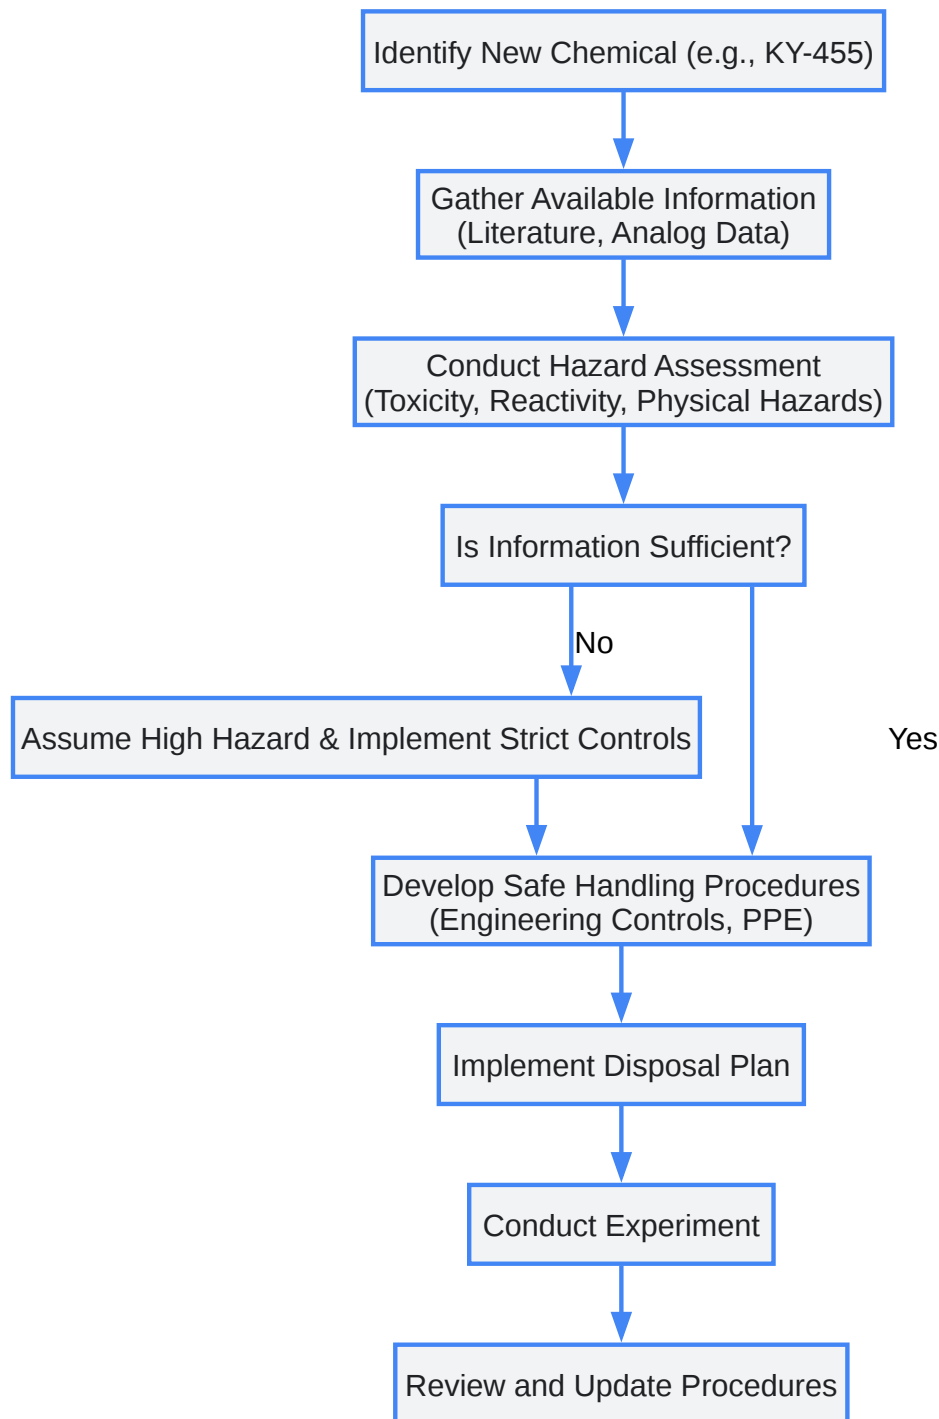 Identify New Chemical (e.g., KY-455)
Gather Available Information
(Literature, Analog Data)
Conduct Hazard Assessment
(Toxicity, Reactivity, Physical Hazards)
Is Information Sufficient?
No
Assume High Hazard & Implement Strict Controls
Yes
Develop Safe Handling Procedures
(Engineering Controls, PPE)
Implement Disposal Plan
Conduct Experiment
Review and Update Procedures